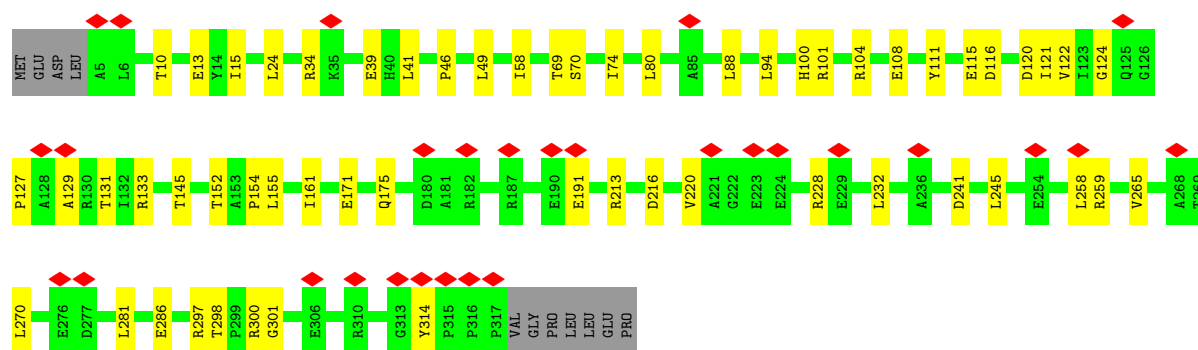 MET GLU ASP LEU A5 L6 T10 E13 Y14 I15 L24 R34 K35 E39 H40 L41 P46 L49 I58 T69 S70 I74 L80 A85 L88 L94 H100 R101 R104 E108 Y111 E115 D116 D120 I121 V122 I123 G124 Q125 G126
P127 A128 A129 R130 T131 I132 R133 T145 T152 A153 P154 L155 I161 E171 Q175 D180 A181 R182 R187 E190 E191 R213 D216 V220 A221 G222 E223 E224 R228 E229 L232 A236 D241 L245 E254 L258 R259 V265 A268 T269
L270 E276 D277 L281 E286 R297 T298 P299 R300 G301 E306 R310 G313 Y314 P315 P316 P317 VAL GLY PRO LEU LEU GLU PRO